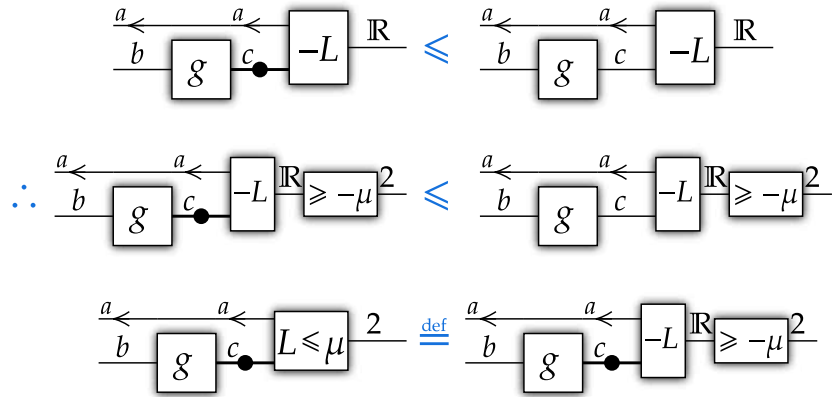 a a ℝ ⩽ a a ℝ
b g c −L b g c −L
∴ a a ℝ 2 ⩽ a a ℝ 2
b g c −L ⩾ −μ b g c −L ⩾ −μ
a a 2 def a a ℝ 2
b g c L ⩽ μ = b g c −L ⩾ −μ